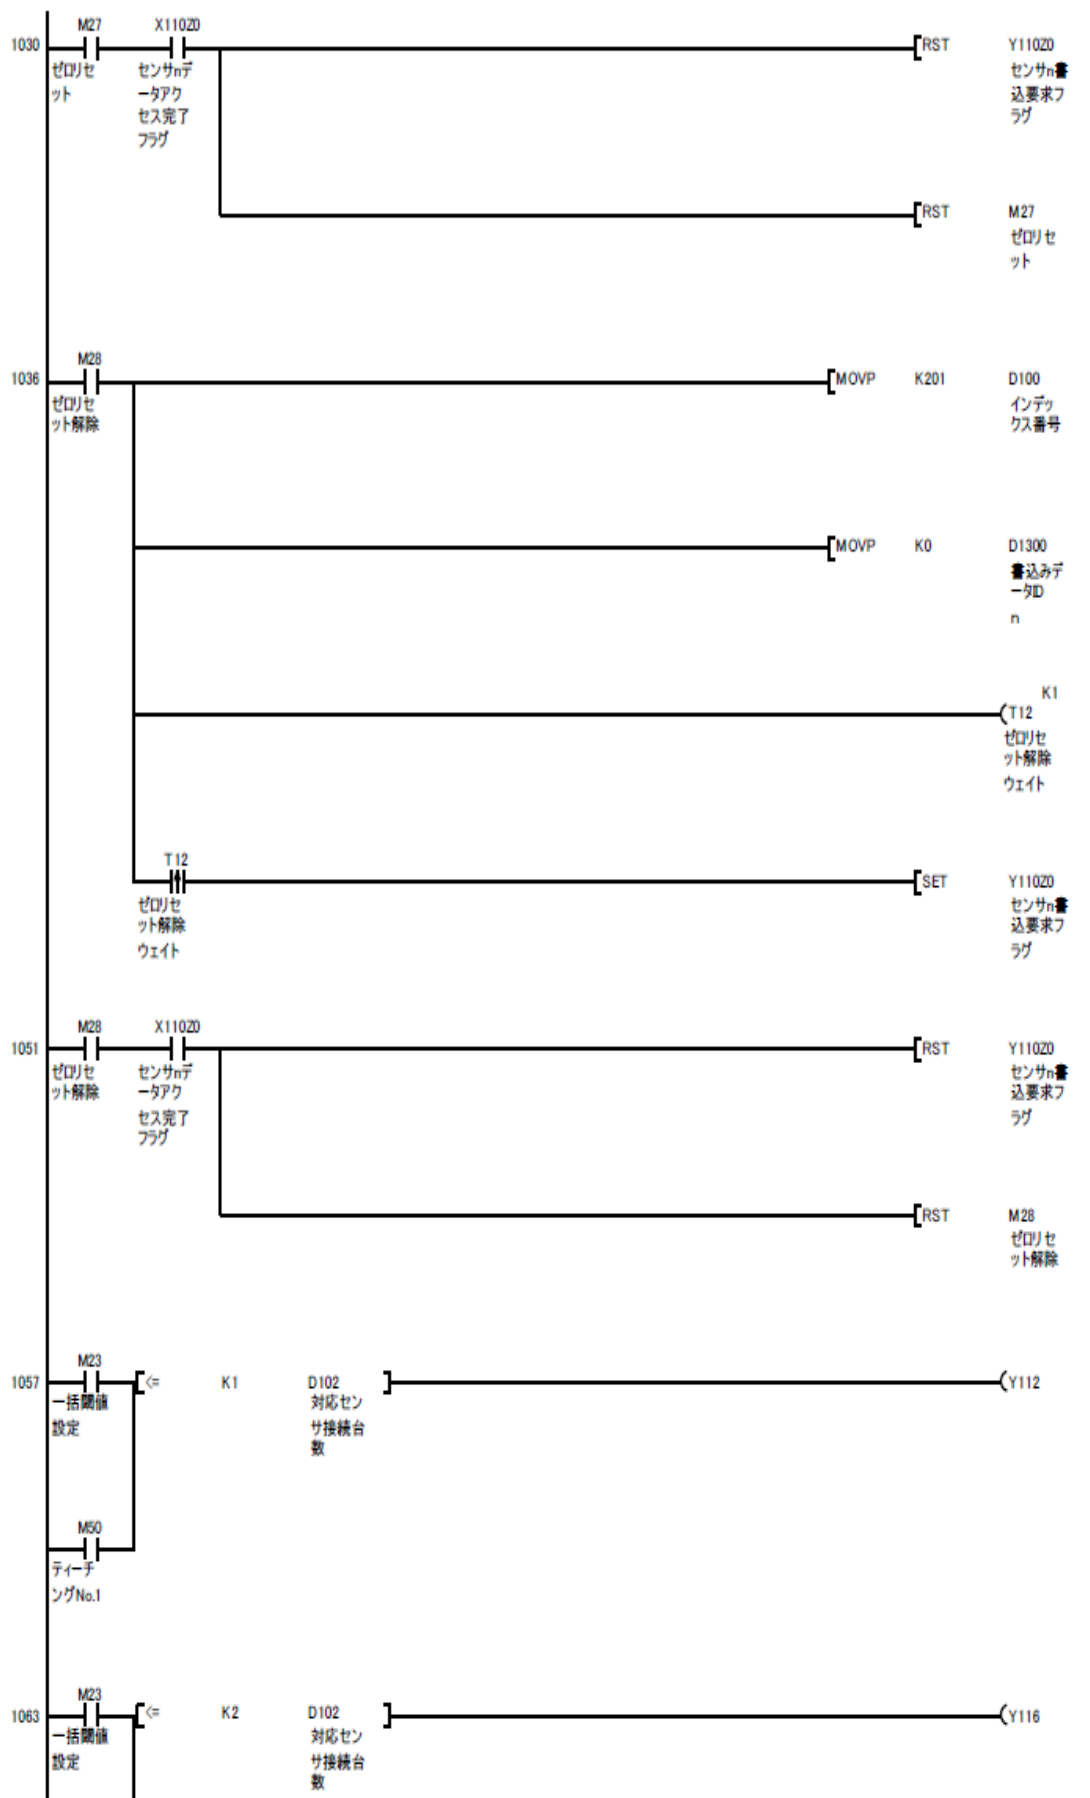 M27 X110Z0
1030 RST Y110Z0
ゼロリセ センサnデ センサn書
ット ータアク 込要求フ
セス完了 ラグ
フラグ
RST M27
ゼロリセ
ット
M28
1036 MOVP K201 D100
ゼロリセ インデッ
ット解除 クス番号
MOVP K0 D1300
書込みデ
ータID
n
K1
T12
ゼロリセ
ット解除
ウェイト
T12
SET Y110Z0
ゼロリセ センサn書
ット解除 込要求フ
ウェイト ラグ
M28 X110Z0
1051 RST Y110Z0
ゼロリセ センサnデ センサn書
ット解除 ータアク 込要求フ
セス完了 ラグ
フラグ
RST M28
ゼロリセ
ット解除
M23
1057 <= K1 D102 Y112
一括閾値 対応セン
設定 サ接続台
数
M50
ティーチ
ングNo.1
M23
1063 <= K2 D102 Y116
一括閾値 対応セン
設定 サ接続台
数